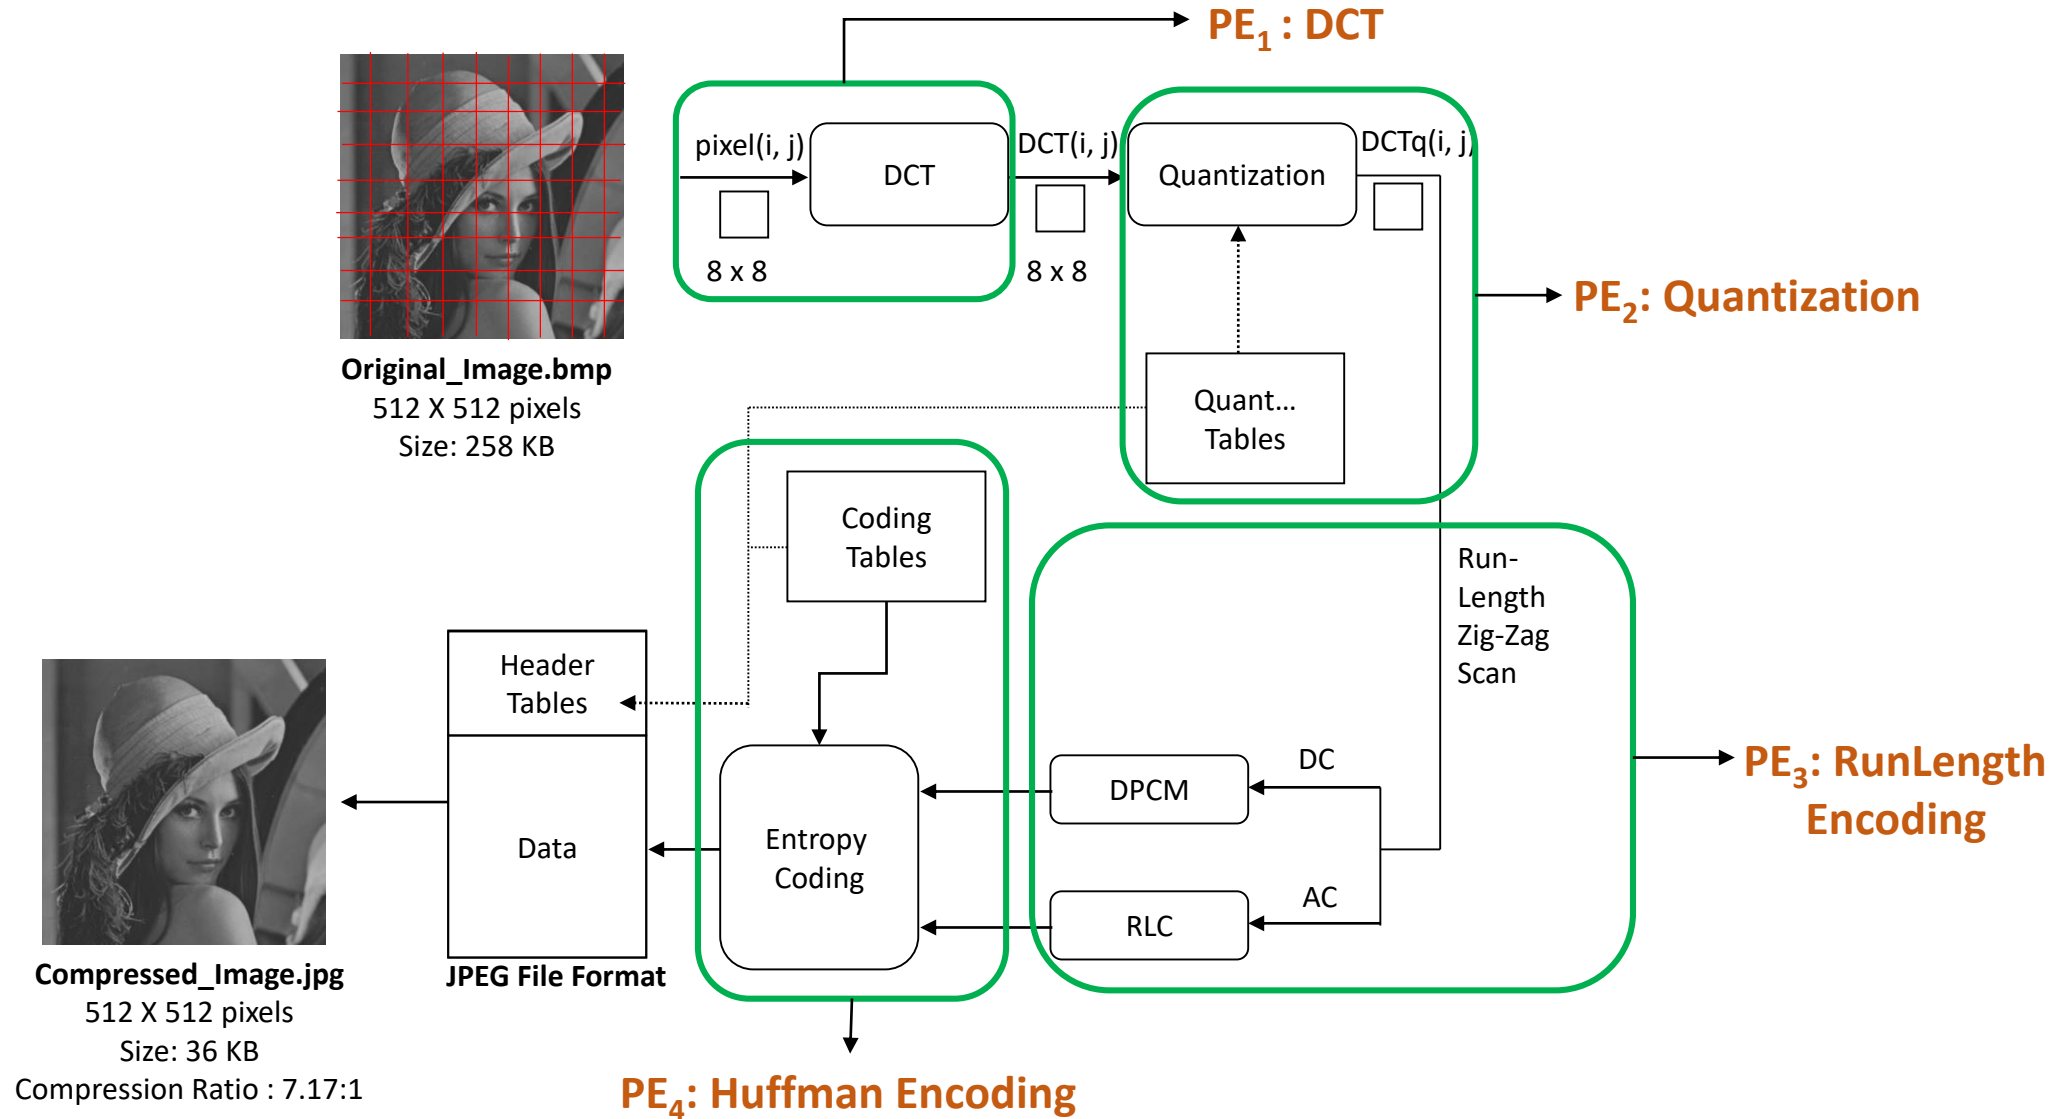 PE1 : DCT
pixel(i, j)
DCT
8 x 8
DCT(i, j)
8 x 8
Quantization
DCTq(i, j)
PE2: Quantization
Quant...
Tables
Original_Image.bmp
512 X 512 pixels
Size: 258 KB
Coding
Tables
Run-
Length
Zig-Zag
Scan
Header
Tables
Data
JPEG File Format
Entropy
Coding
DPCM
RLC
DC
AC
PE3: RunLength
Encoding
Compressed_Image.jpg
512 X 512 pixels
Size: 36 KB
Compression Ratio : 7.17:1
PE4: Huffman Encoding